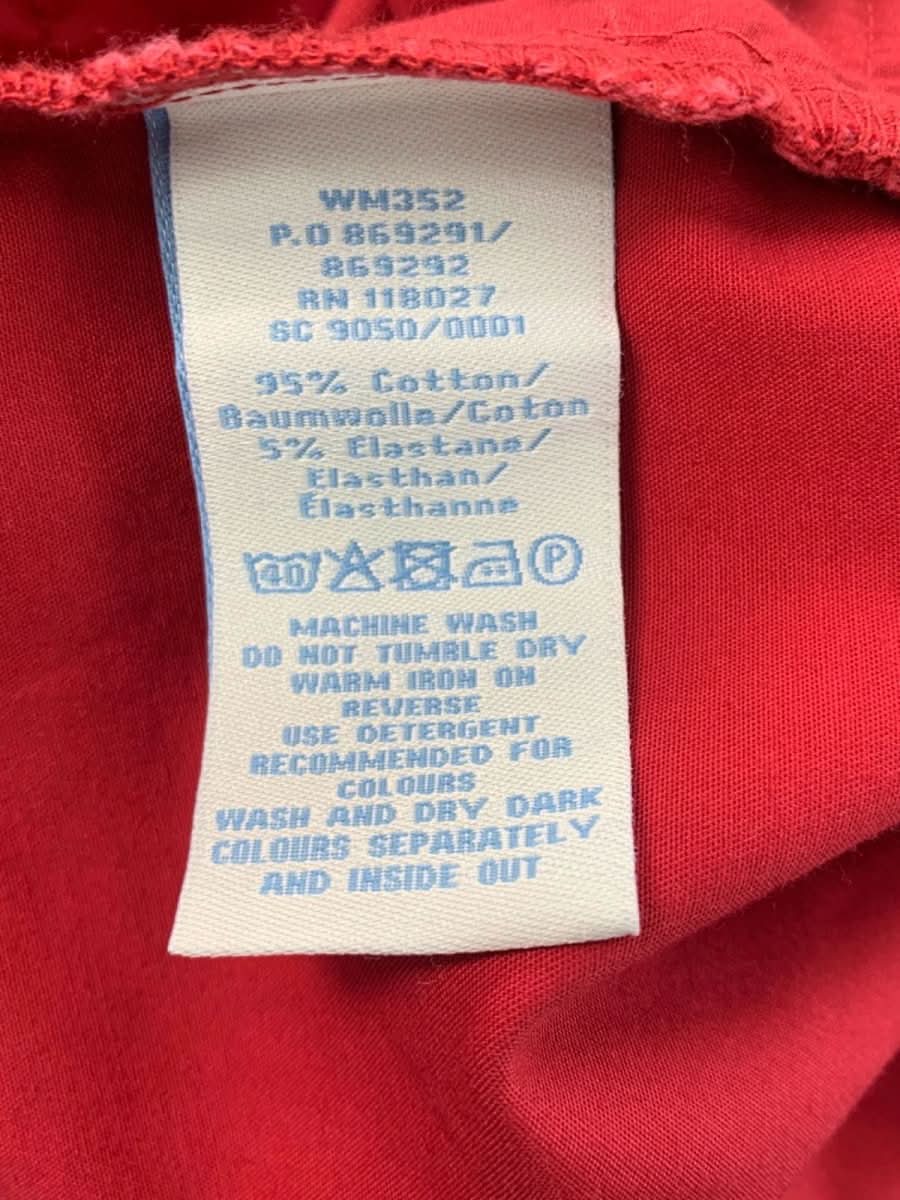 WM352
P.O 869291/
869292
RN 118027
SC 9050/0001
95% Cotton/
Baumwolle/Coton
5% Elastane/
Elasthan/
Élasthanne
40 P
MACHINE WASH
DO NOT TUMBLE DRY
WARM IRON ON
REVERSE
USE DETERGENT
RECOMMENDED FOR
COLOURS
WASH AND DRY DARK
COLOURS SEPARATELY
AND INSIDE OUT